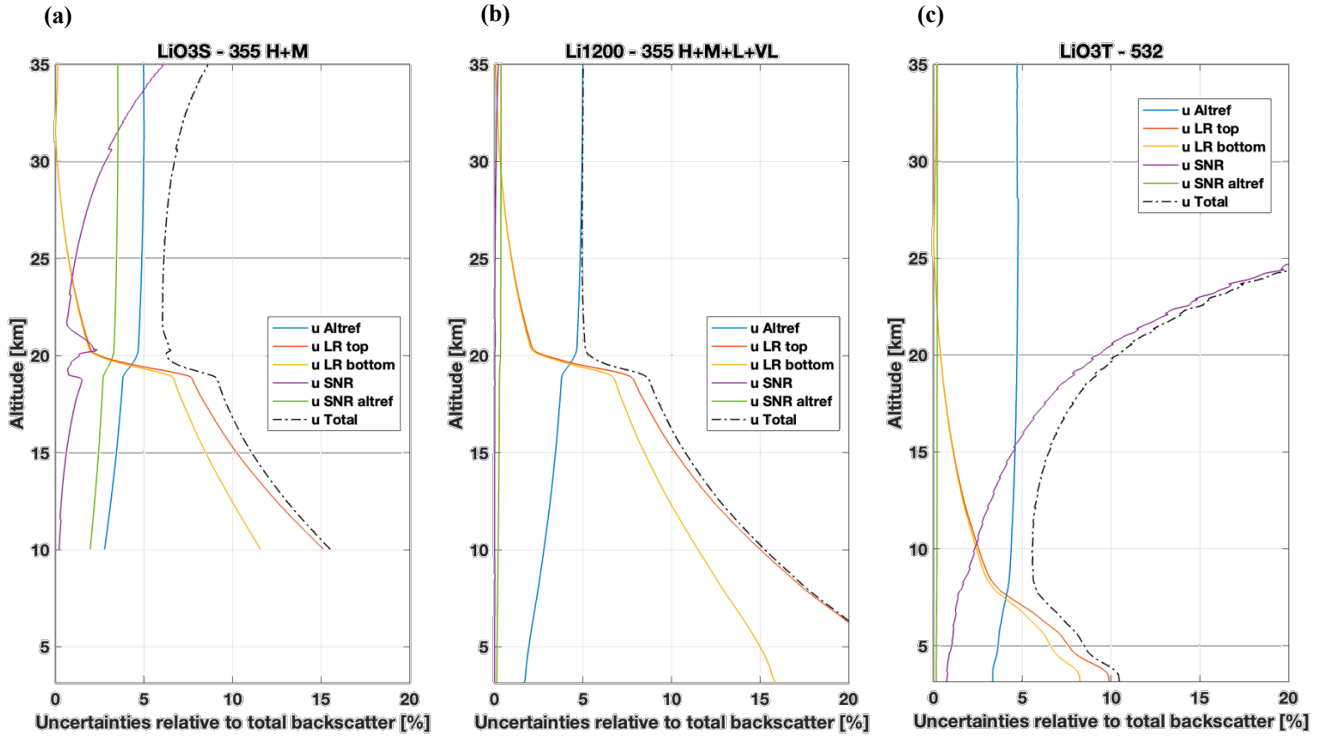 (a)
LiO3S - 355 H+M
35
30
25
20
15
10
5
Altitude [km]
u Altref
u LR top
u LR bottom
u SNR
u SNR altref
u Total
0 5 10 15 20
Uncertainties relative to total backscatter [%]
(b)
Li1200 - 355 H+M+L+VL
35
30
25
20
15
10
5
Altitude [km]
u Altref
u LR top
u LR bottom
u SNR
u SNR altref
u Total
0 5 10 15 20
Uncertainties relative to total backscatter [%]
(c)
LiO3T - 532
35
30
25
20
15
10
5
Altitude [km]
u Altref
u LR top
u LR bottom
u SNR
u SNR altref
u Total
0 5 10 15 20
Uncertainties relative to total backscatter [%]